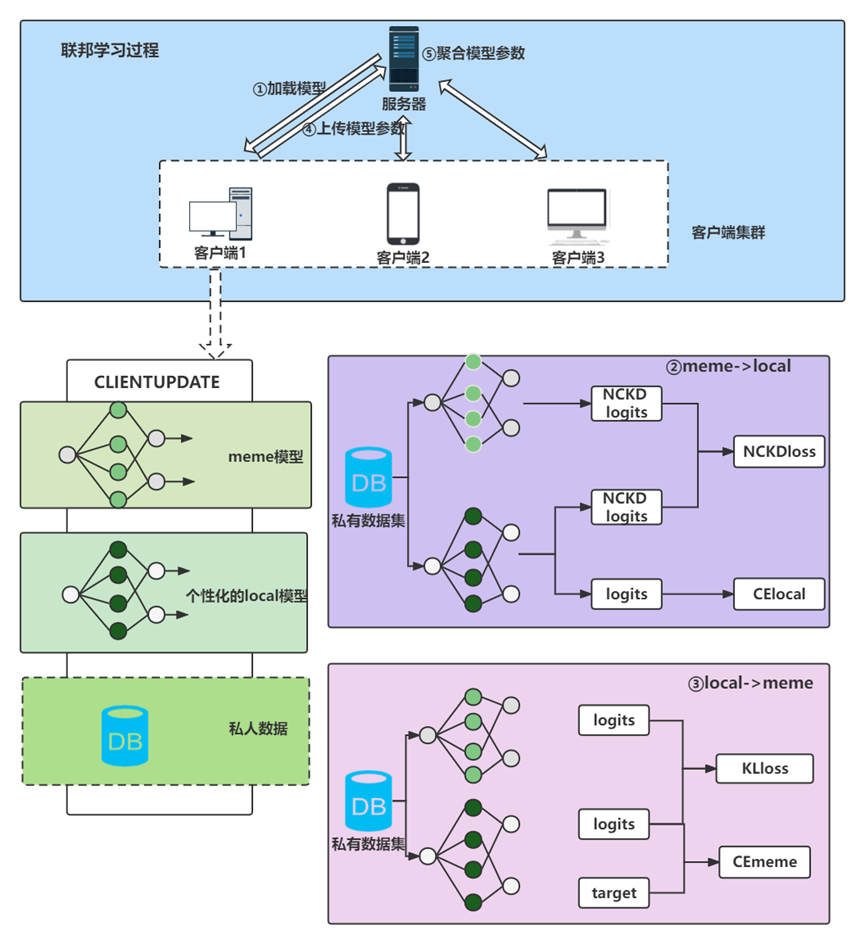 联邦学习过程
⑤聚合模型参数
①加载模型
服务器
④上传模型参数
客户端1
客户端2
客户端3
客户端集群
CLIENTUPDATE
meme模型
个性化的local模型
DB
私人数据
②meme->local
NCKD
logits
NCKDloss
DB
私有数据集
NCKD
logits
logits
CElocal
③local->meme
logits
KLloss
DB
私有数据集
logits
CEmeme
target